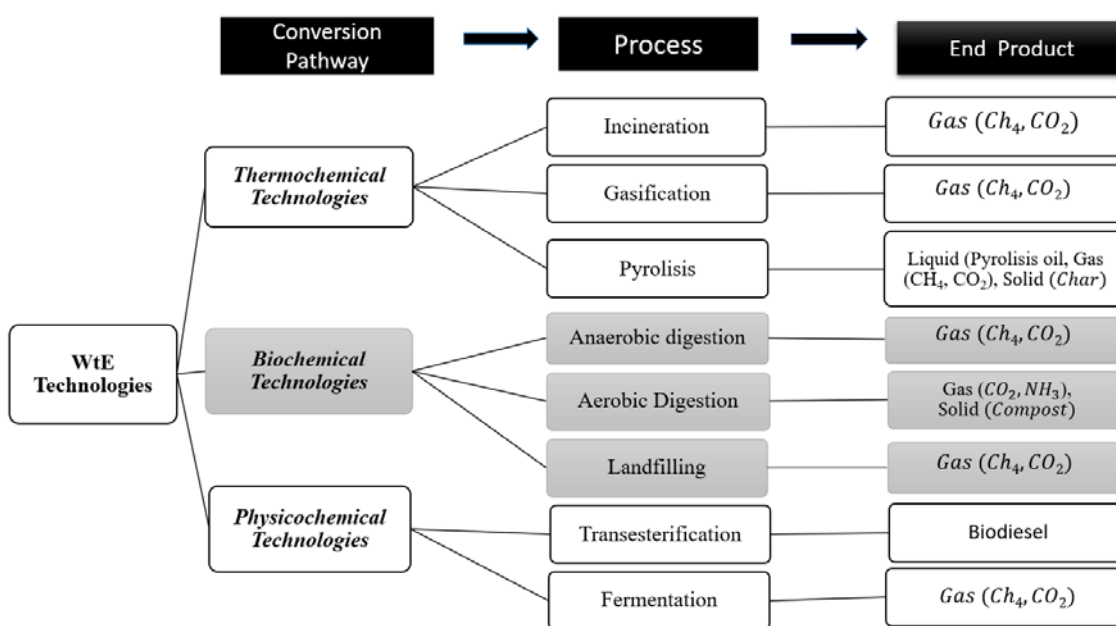 Conversion
Pathway
Process
End Product
WtE
Technologies
Thermochemical
Technologies
Incineration
Gas (Ch₄, CO₂)
Gasification
Gas (Ch₄, CO₂)
Pyrolisis
Liquid (Pyrolisis oil, Gas
(CH₄, CO₂), Solid (Char)
Biochemical
Technologies
Anaerobic digestion
Gas (Ch₄, CO₂)
Aerobic Digestion
Gas (CO₂, NH₃),
Solid (Compost)
Landfilling
Gas (Ch₄, CO₂)
Physicochemical
Technologies
Transesterification
Biodiesel
Fermentation
Gas (Ch₄, CO₂)